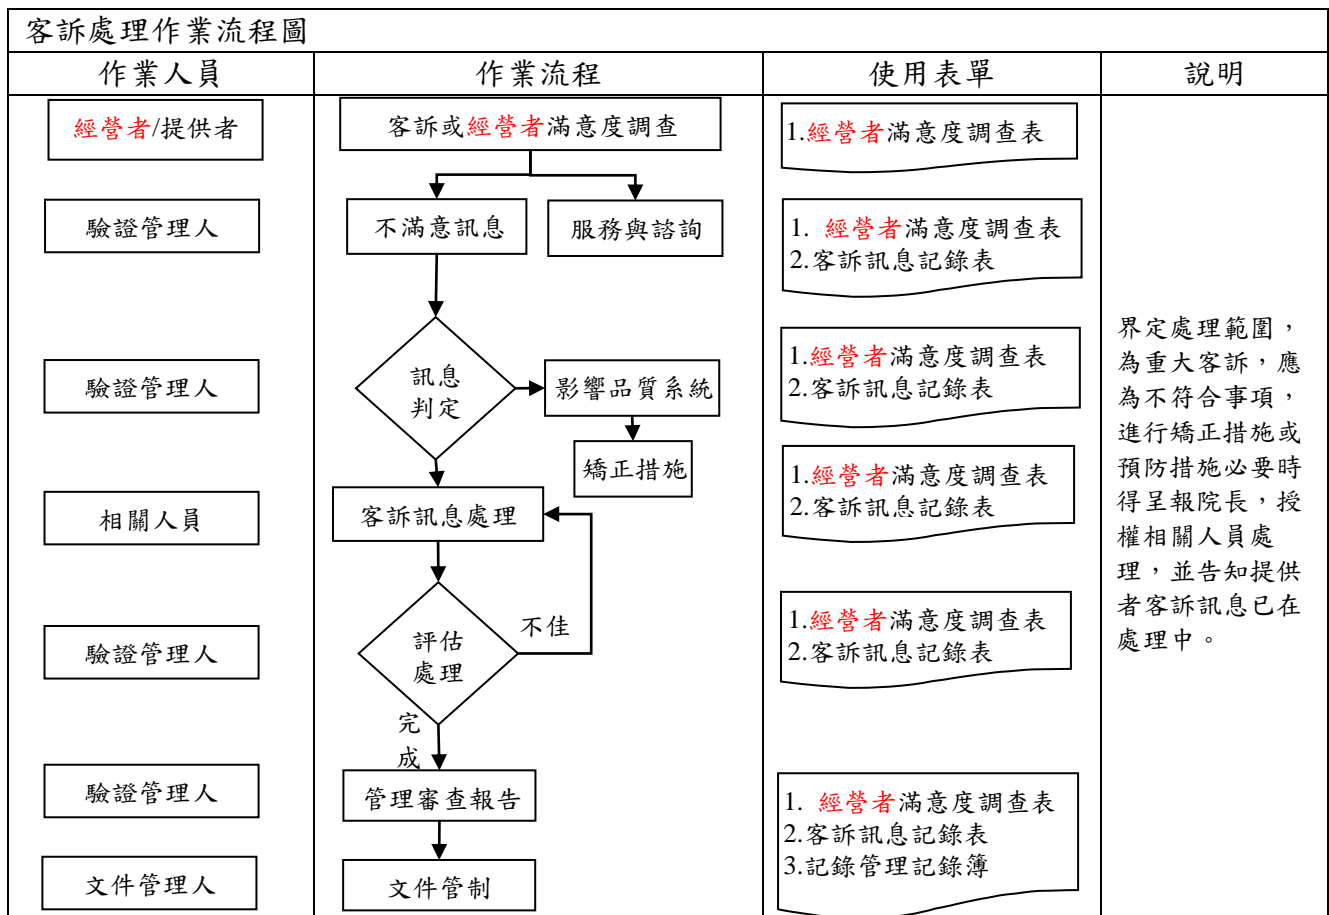 客訴處理作業流程圖
作業人員
作業流程
使用表單
說明
經營者/提供者
客訴或經營者滿意度調查
1.經營者滿意度調查表
驗證管理人
不滿意訊息
服務與諮詢
1. 經營者滿意度調查表
2.客訴訊息記錄表
驗證管理人
訊息
判定
影響品質系統
矯正措施
1.經營者滿意度調查表
2.客訴訊息記錄表
相關人員
客訴訊息處理
1.經營者滿意度調查表
2.客訴訊息記錄表
驗證管理人
評估
處理
不佳
完
成
1.經營者滿意度調查表
2.客訴訊息記錄表
驗證管理人
管理審查報告
文件管理人
文件管制
1. 經營者滿意度調查表
2.客訴訊息記錄表
3.記錄管理記錄簿
界定處理範圍，
為重大客訴，應
為不符合事項，
進行矯正措施或
預防措施必要時
得呈報院長，授
權相關人員處
理，並告知提供
者客訴訊息已在
處理中。